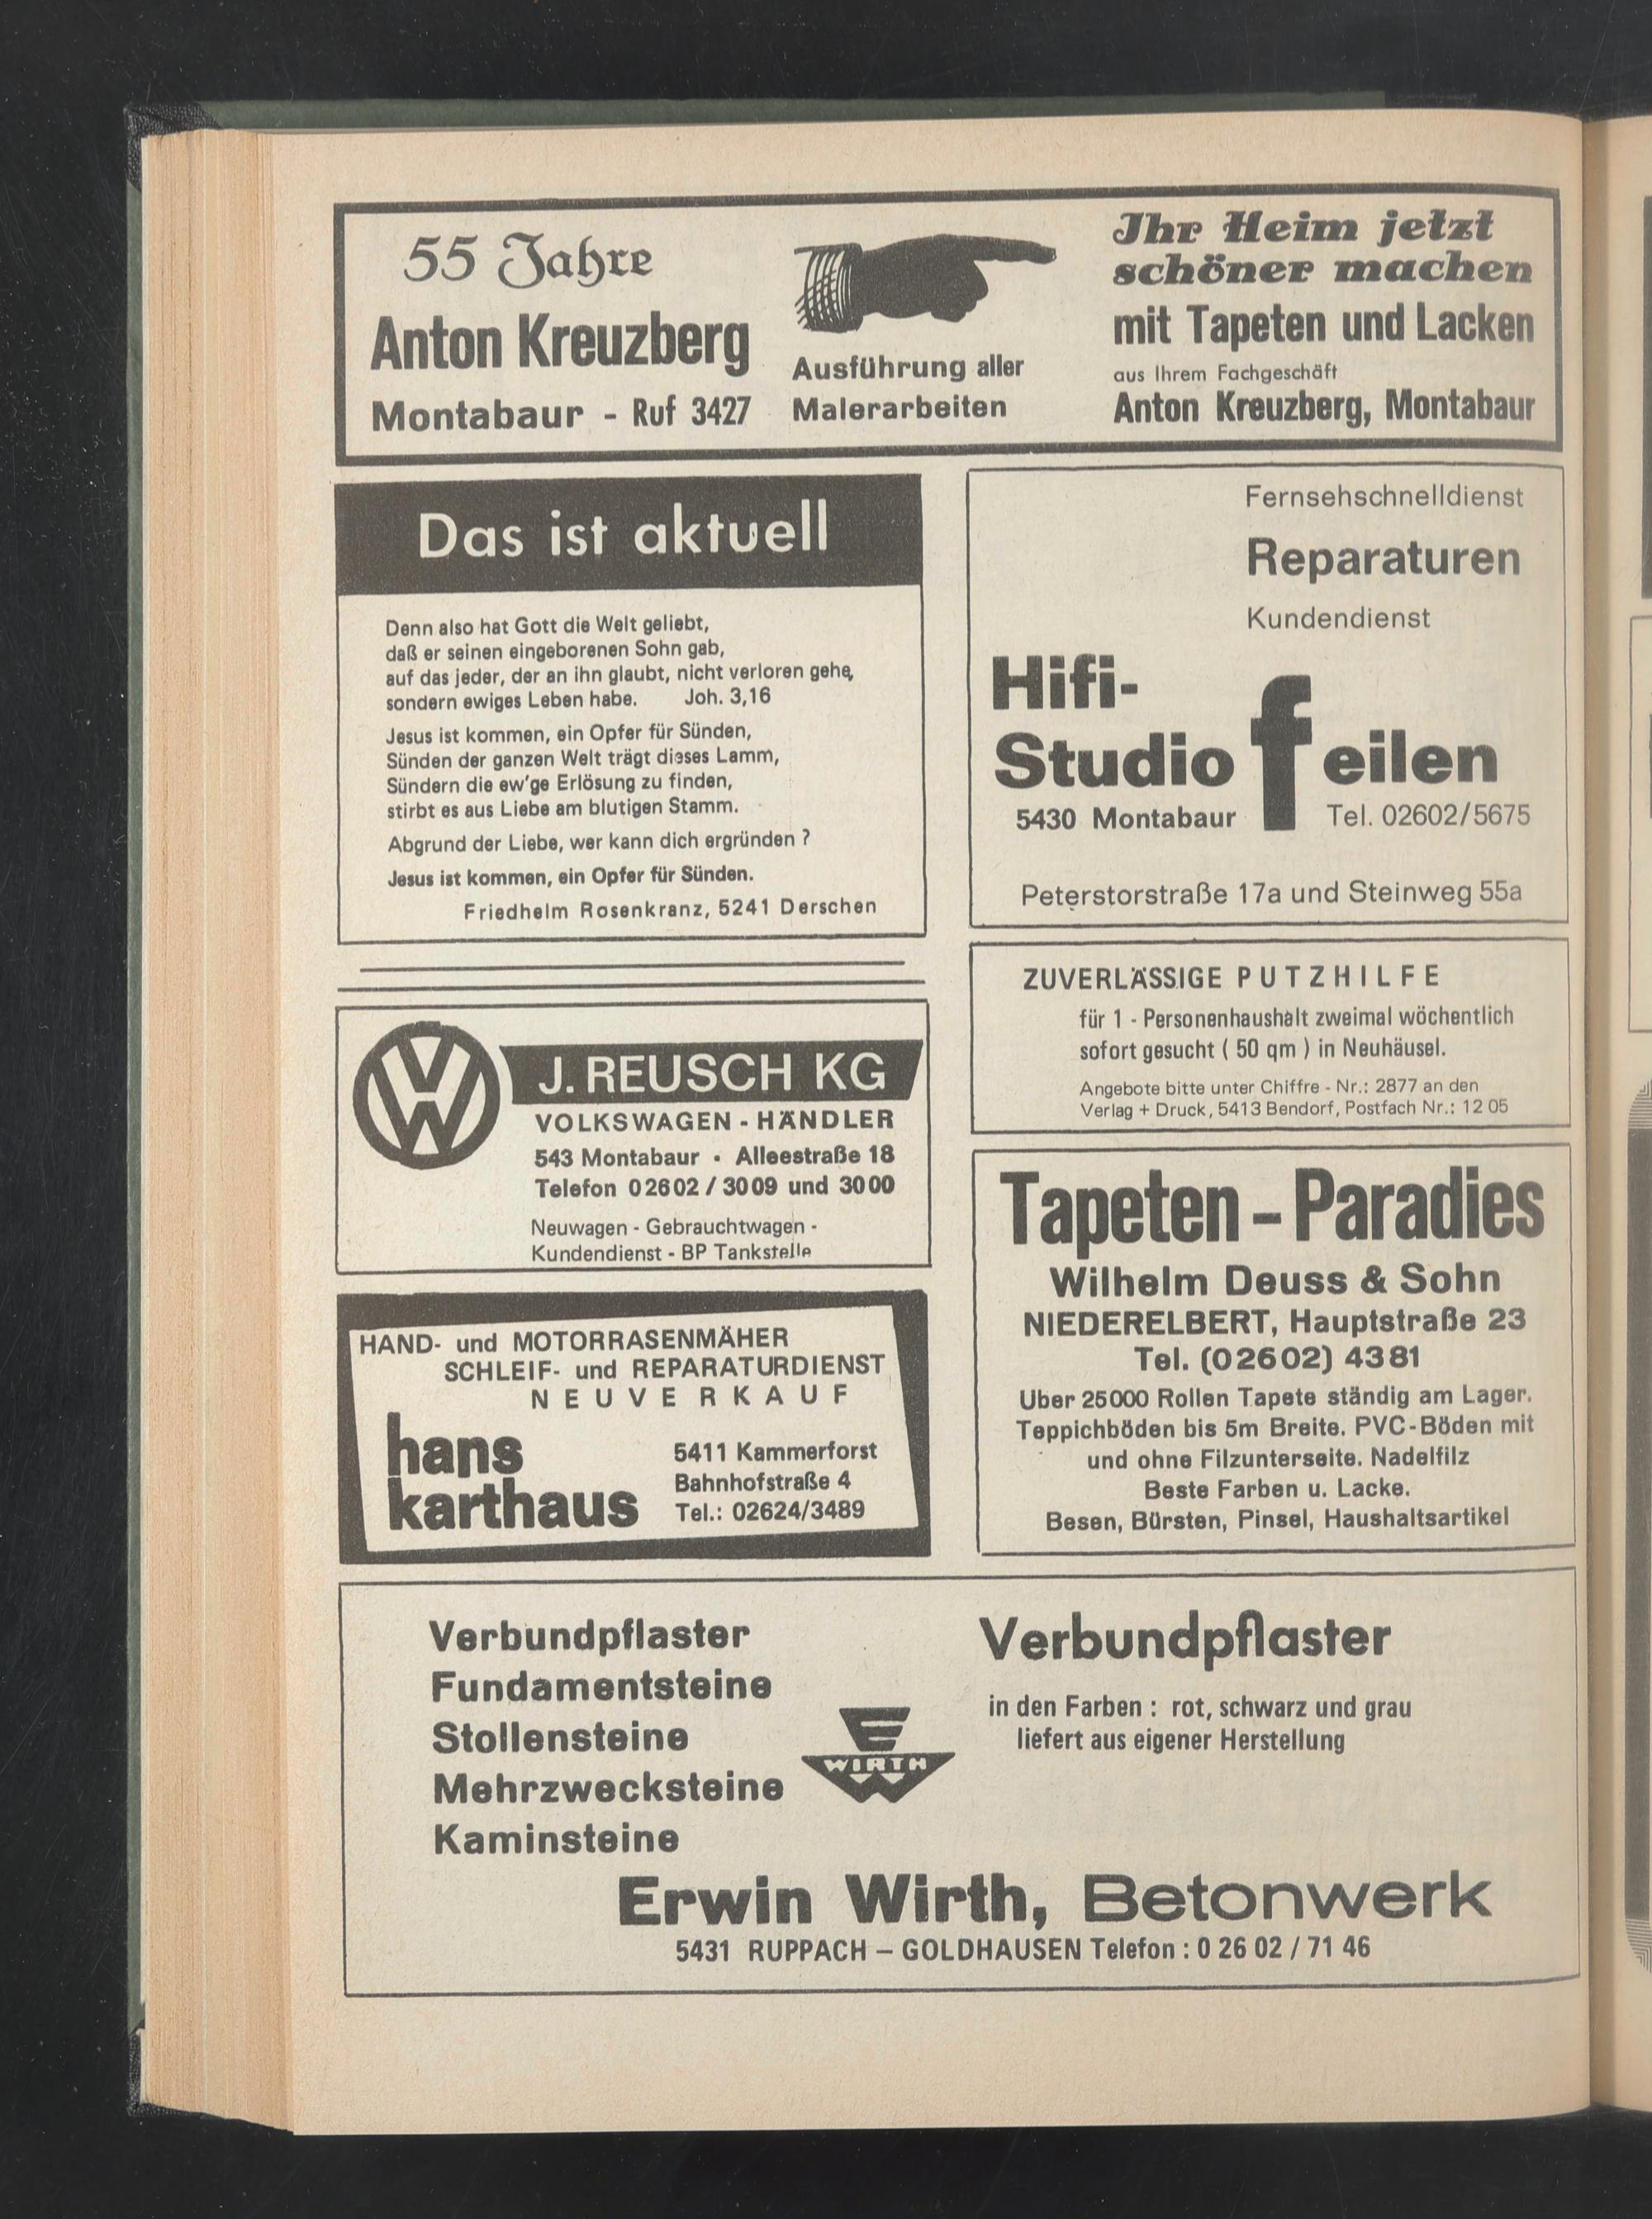 55 Jahre
Anton Kreuzberg
Montabaur - Ruf 3427
Ausführung aller
Malerarbeiten
Ihr Heim jetzt
schöner machen
mit Tapeten und Lacken
aus Ihrem Fachgeschäft
Anton Kreuzberg, Montabaur
Das ist aktuell
Denn also hat Gott die Welt geliebt,
daß er seinen eingeborenen Sohn gab,
auf das jeder, der an ihn glaubt, nicht verloren gehe,
sondern ewiges Leben habe. Joh. 3,16
Jesus ist kommen, ein Opfer für Sünden,
Sünden der ganzen Welt trägt dieses Lamm,
Sündern die ew'ge Erlösung zu finden,
stirbt es aus Liebe am blutigen Stamm.
Abgrund der Liebe, wer kann dich ergründen ?
Jesus ist kommen, ein Opfer für Sünden.
Friedhelm Rosenkranz, 5241 Derschen
VW
J. REUSCH KG
VOLKSWAGEN - HÄNDLER
543 Montabaur • Alleestraße 18
Telefon 02602 / 3009 und 3000
Neuwagen - Gebrauchtwagen -
Kundendienst - BP Tankstelle
HAND- und MOTORRASENMÄHER
SCHLEIF- und REPARATURDIENST
NEUVERKAUF
hans
karthaus
5411 Kammerforst
Bahnhofstraße 4
Tel.: 02624/3489
Fernsehschnelldienst
Reparaturen
Kundendienst
Hifi-
Studio feilen
5430 Montabaur Tel. 02602/5675
Peterstorstraße 17a und Steinweg 55a
ZUVERLÄSSIGE PUTZHILFE
für 1 - Personenhaushalt zweimal wöchentlich
sofort gesucht ( 50 qm ) in Neuhäusel.
Angebote bitte unter Chiffre - Nr.: 2877 an den
Verlag + Druck, 5413 Bendorf, Postfach Nr.: 12 05
Tapeten - Paradies
Wilhelm Deuss & Sohn
NIEDERELBERT, Hauptstraße 23
Tel. (02602) 4381
Uber 25000 Rollen Tapete ständig am Lager.
Teppichböden bis 5m Breite. PVC-Böden mit
und ohne Filzunterseite. Nadelfilz
Beste Farben u. Lacke.
Besen, Bürsten, Pinsel, Haushaltsartikel
Verbundpflaster
Fundamentsteine
Stollensteine
Mehrzwecksteine
Kaminsteine
E
WIRTH
W
Verbundpflaster
in den Farben : rot, schwarz und grau
liefert aus eigener Herstellung
Erwin Wirth, Betonwerk
5431 RUPPACH – GOLDHAUSEN Telefon : 0 26 02 / 71 46